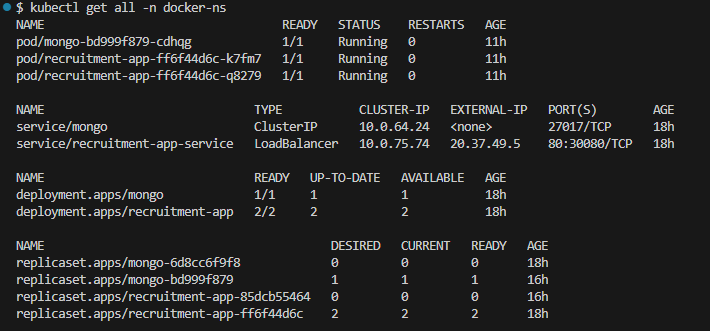 $ kubectl get all -n docker-ns
NAME READY STATUS RESTARTS AGE
pod/mongo-bd999f879-cdhqg 1/1 Running 0 11h
pod/recruitment-app-ff6f44d6c-k7fm7 1/1 Running 0 11h
pod/recruitment-app-ff6f44d6c-q8279 1/1 Running 0 11h
NAME TYPE CLUSTER-IP EXTERNAL-IP PORT(S) AGE
service/mongo ClusterIP 10.0.64.24 <none> 27017/TCP 18h
service/recruitment-app-service LoadBalancer 10.0.75.74 20.37.49.5 80:30080/TCP 18h
NAME READY UP-TO-DATE AVAILABLE AGE
deployment.apps/mongo 1/1 1 1 18h
deployment.apps/recruitment-app 2/2 2 2 18h
NAME DESIRED CURRENT READY AGE
replicaset.apps/mongo-6d8cc6f9f8 0 0 0 18h
replicaset.apps/mongo-bd999f879 1 1 1 16h
replicaset.apps/recruitment-app-85dcb55464 0 0 0 16h
replicaset.apps/recruitment-app-ff6f44d6c 2 2 2 18h